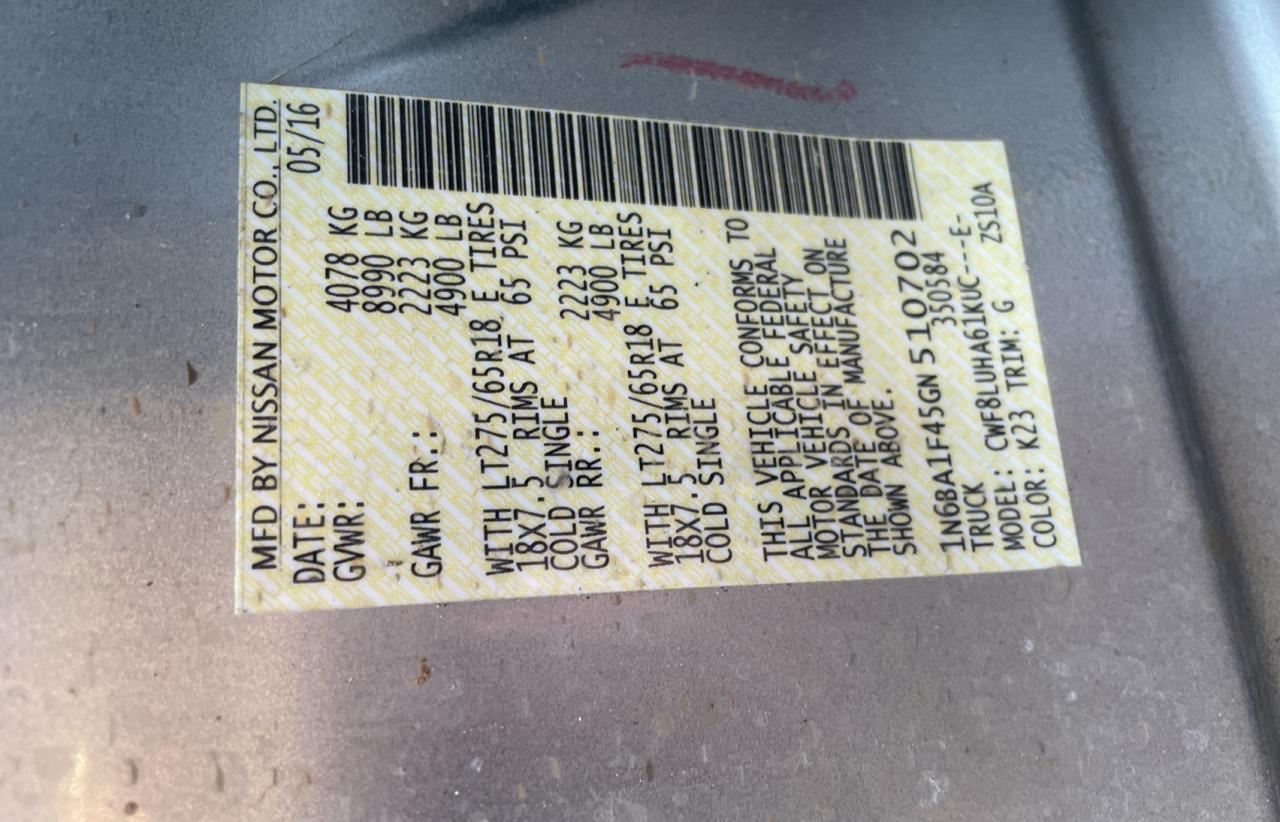 MFD BY NISSAN MOTOR CO., LTD.
DATE: 05/16
GVWR: 4078 KG
8990 LB
GAWR FR.: 2223 KG
4900 LB
WITH LT275/65R18 E TIRES
18X7.5 RIMS AT 65 PSI
COLD SINGLE
GAWR RR.: 2223 KG
4900 LB
WITH LT275/65R18 E TIRES
18X7.5 RIMS AT 65 PSI
COLD SINGLE
THIS VEHICLE CONFORMS TO
ALL APPLICABLE FEDERAL
MOTOR VEHICLE SAFETY
STANDARDS IN EFFECT ON
THE DATE OF MANUFACTURE
SHOWN ABOVE.
1N6BA1F45GN510702
TRUCK 350584
MODEL: CWF8LUHA61KUC---E-
COLOR: K23 TRIM: G ZS10A